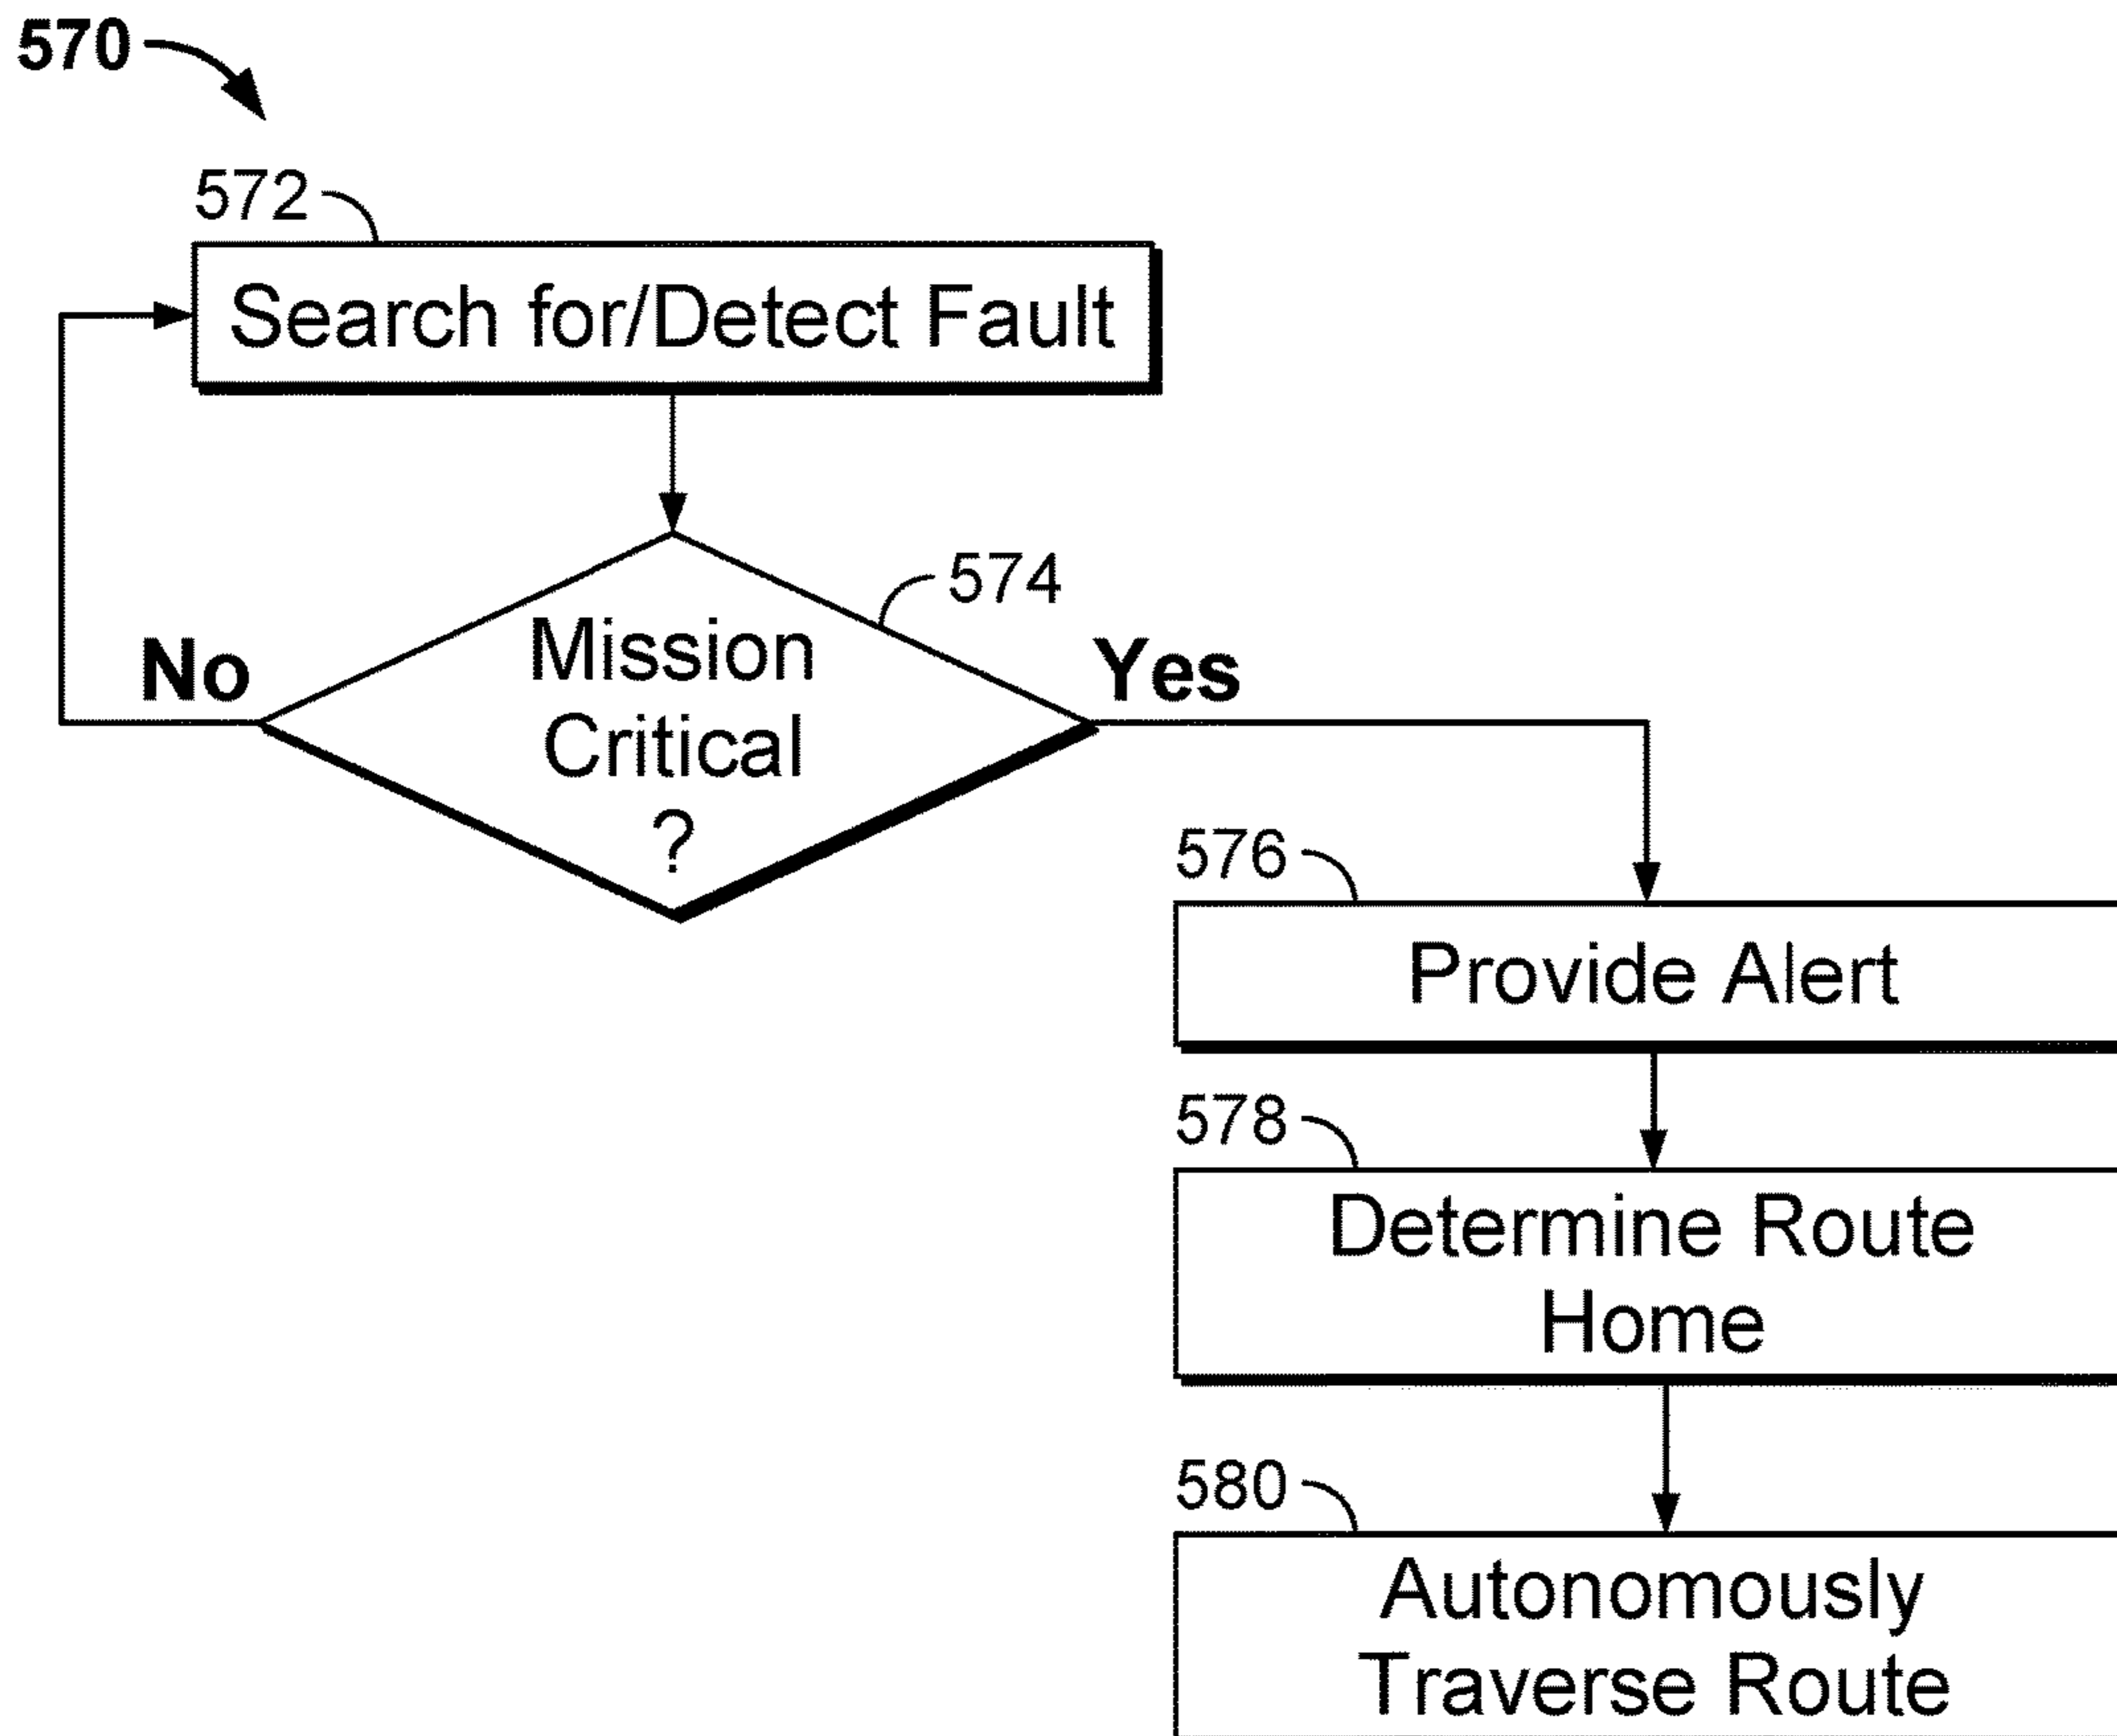 570
572
Search for/Detect Fault
574
Mission
Critical
?
No
Yes
576
Provide Alert
578
Determine Route
Home
580
Autonomously
Traverse Route